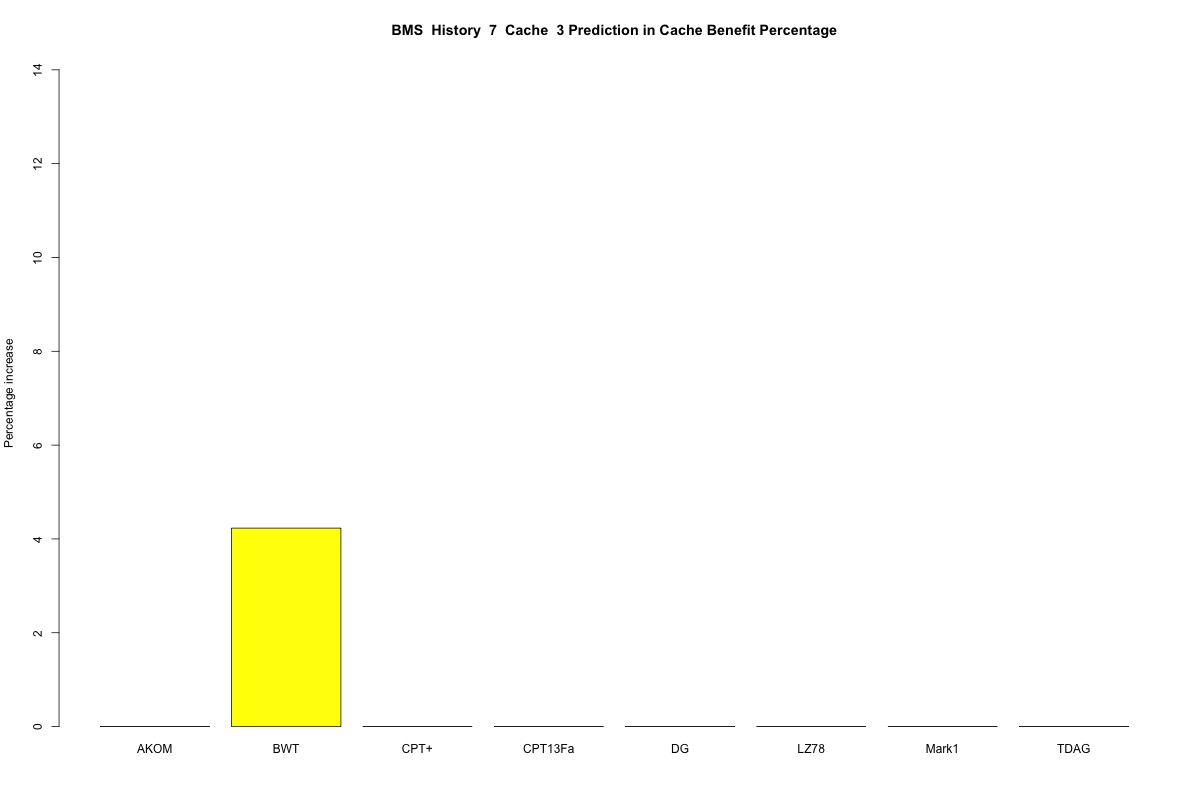 BMS  History  7  Cache  3 Prediction in Cache Benefit Percentage
Percentage increase
14
12
10
8
6
4
2
0
AKOM BWT CPT+ CPT13Fa DG LZ78 Mark1 TDAG